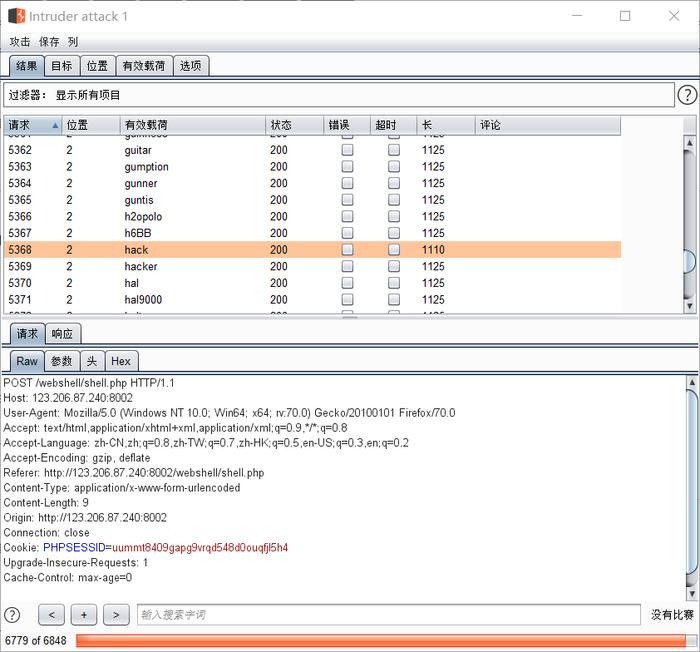 Intruder attack 1
攻击 保存 列
结果 目标 位置 有效载荷 选项
过滤器： 显示所有项目 ?
请求 位置 有效载荷 状态 错误 超时 长 评论
5362 2 guitar 200 1125
5363 2 gumption 200 1125
5364 2 gunner 200 1125
5365 2 guntis 200 1125
5366 2 h2opolo 200 1125
5367 2 h6BB 200 1125
5368 2 hack 200 1110
5369 2 hacker 200 1125
5370 2 hal 200 1125
5371 2 hal9000 200 1125
请求 响应
Raw 参数 头 Hex
POST /webshell/shell.php HTTP/1.1
Host: 123.206.87.240:8002
User-Agent: Mozilla/5.0 (Windows NT 10.0; Win64; x64; rv:70.0) Gecko/20100101 Firefox/70.0
Accept: text/html,application/xhtml+xml,application/xml;q=0.9,*/*;q=0.8
Accept-Language: zh-CN,zh;q=0.8,zh-TW;q=0.7,zh-HK;q=0.5,en-US;q=0.3,en;q=0.2
Accept-Encoding: gzip, deflate
Referer: http://123.206.87.240:8002/webshell/shell.php
Content-Type: application/x-www-form-urlencoded
Content-Length: 9
Origin: http://123.206.87.240:8002
Connection: close
Cookie: PHPSESSID=uummt8409gapg9vrqd548d0ouqfjl5h4
Upgrade-Insecure-Requests: 1
Cache-Control: max-age=0
? < + > 输入搜索字词 没有比赛
6779 of 6848